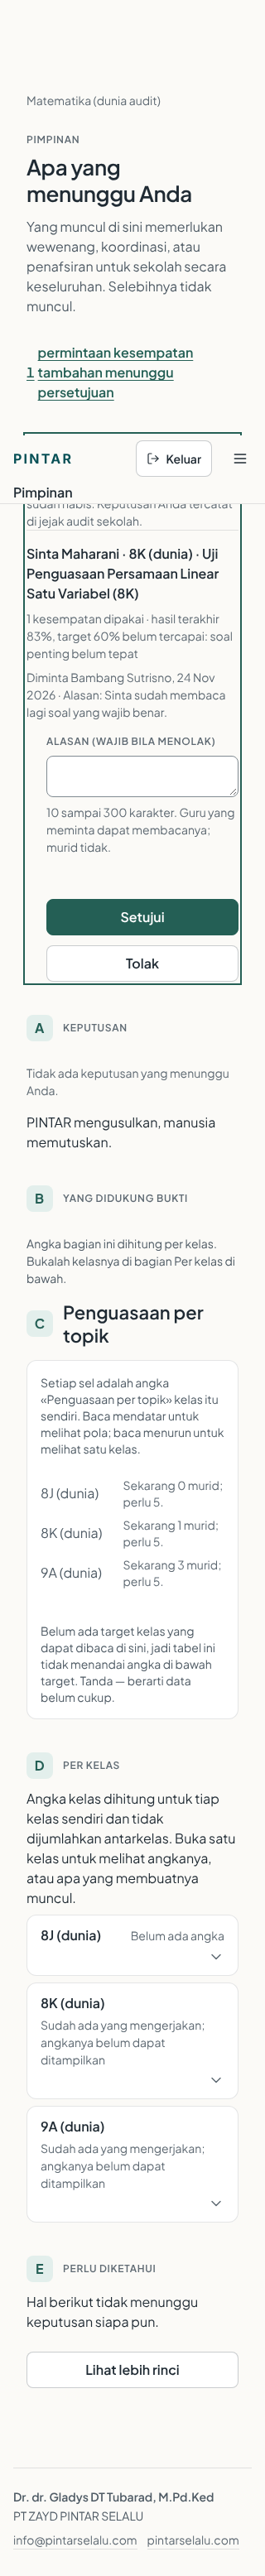 Matematika (dunia audit)
PIMPINAN
Apa yang
menunggu Anda
Yang muncul di sini memerlukan
wewenang, koordinasi, atau
penafsiran untuk sekolah secara
keseluruhan. Selebihnya tidak
muncul.
permintaan kesempatan
1 tambahan menunggu
persetujuan
PINTAR
Keluar
Pimpinan
sudah habis. Keputusan Anda tercatat
di jejak audit sekolah.
Sinta Maharani · 8K (dunia) · Uji
Penguasaan Persamaan Linear
Satu Variabel (8K)
1 kesempatan dipakai · hasil terakhir
83%, target 60% belum tercapai: soal
penting belum tepat
Diminta Bambang Sutrisno, 24 Nov
2026 · Alasan: Sinta sudah membaca
lagi soal yang wajib benar.
ALASAN (WAJIB BILA MENOLAK)
10 sampai 300 karakter. Guru yang
meminta dapat membacanya;
murid tidak.
Setujui
Tolak
A KEPUTUSAN
Tidak ada keputusan yang menunggu
Anda.
PINTAR mengusulkan, manusia
memutuskan.
B YANG DIDUKUNG BUKTI
Angka bagian ini dihitung per kelas.
Bukalah kelasnya di bagian Per kelas di
bawah.
C Penguasaan per
topik
Setiap sel adalah angka
«Penguasaan per topik» kelas itu
sendiri. Baca mendatar untuk
melihat pola; baca menurun untuk
melihat satu kelas.
8J (dunia) Sekarang 0 murid;
perlu 5.
8K (dunia) Sekarang 1 murid;
perlu 5.
9A (dunia) Sekarang 3 murid;
perlu 5.
Belum ada target kelas yang
dapat dibaca di sini, jadi tabel ini
tidak menandai angka di bawah
target. Tanda — berarti data
belum cukup.
D PER KELAS
Angka kelas dihitung untuk tiap
kelas sendiri dan tidak
dijumlahkan antarkelas. Buka satu
kelas untuk melihat angkanya,
atau apa yang membuatnya
muncul.
8J (dunia) Belum ada angka
8K (dunia)
Sudah ada yang mengerjakan;
angkanya belum dapat
ditampilkan
9A (dunia)
Sudah ada yang mengerjakan;
angkanya belum dapat
ditampilkan
E PERLU DIKETAHUI
Hal berikut tidak menunggu
keputusan siapa pun.
Lihat lebih rinci
Dr. dr. Gladys DT Tubarad, M.Pd.Ked
PT ZAYD PINTAR SELALU
info@pintarselalu.com pintarselalu.com